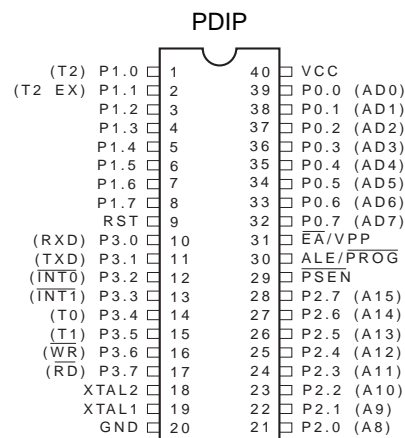 PDIP
(T2) P1.0 1 40 VCC
(T2 EX) P1.1 2 39 P0.0 (AD0)
P1.2 3 38 P0.1 (AD1)
P1.3 4 37 P0.2 (AD2)
P1.4 5 36 P0.3 (AD3)
P1.5 6 35 P0.4 (AD4)
P1.6 7 34 P0.5 (AD5)
P1.7 8 33 P0.6 (AD6)
RST 9 32 P0.7 (AD7)
(RXD) P3.0 10 31 EA/VPP
(TXD) P3.1 11 30 ALE/PROG
(INT0) P3.2 12 29 PSEN
(INT1) P3.3 13 28 P2.7 (A15)
(T0) P3.4 14 27 P2.6 (A14)
(T1) P3.5 15 26 P2.5 (A13)
(WR) P3.6 16 25 P2.4 (A12)
(RD) P3.7 17 24 P2.3 (A11)
XTAL2 18 23 P2.2 (A10)
XTAL1 19 22 P2.1 (A9)
GND 20 21 P2.0 (A8)